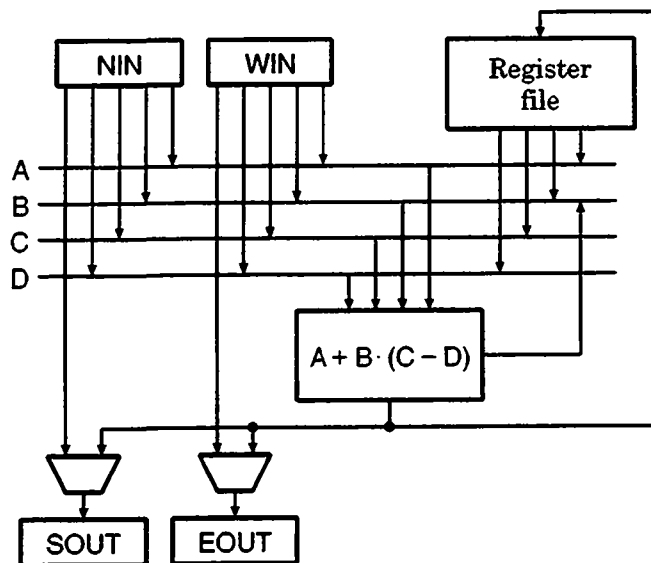 NIN
WIN
Register
file
A
B
C
D
A + B · (C − D)
SOUT
EOUT